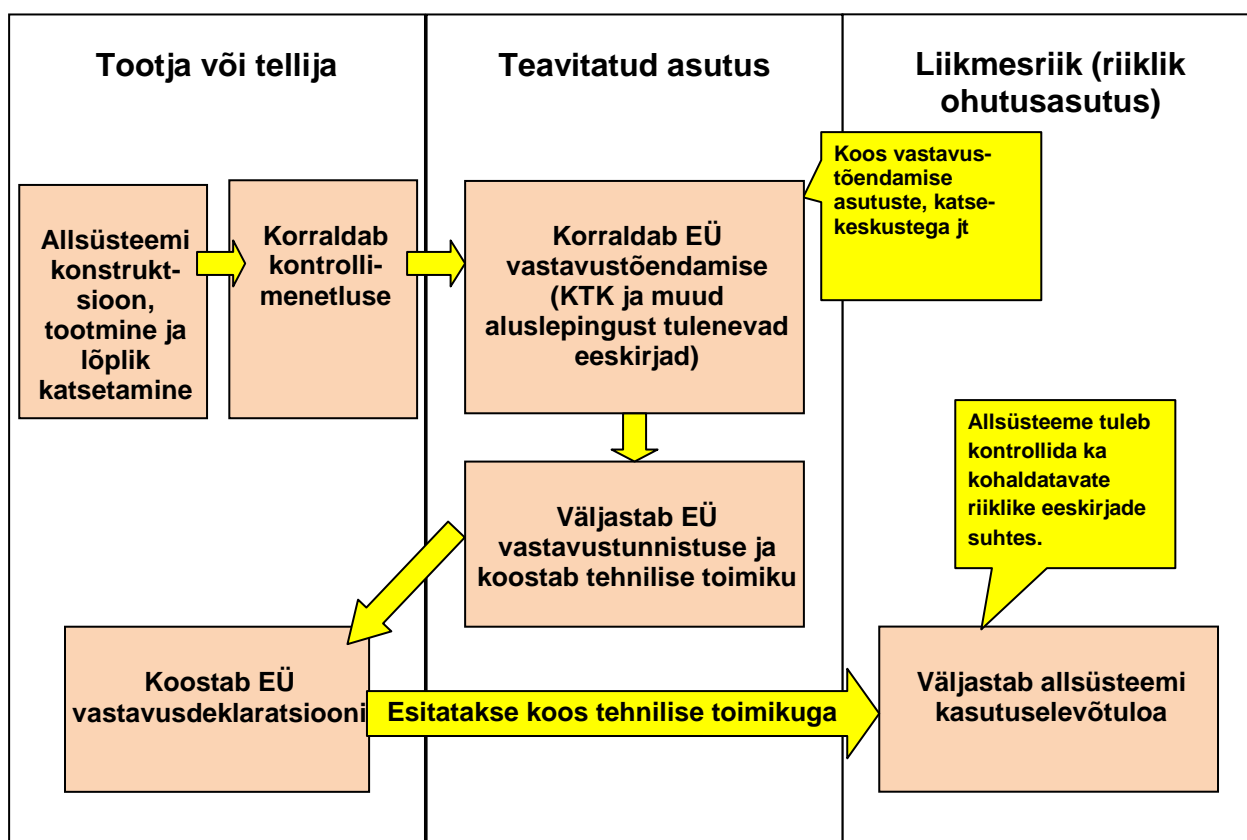 Tootja või tellija
Teavitatud asutus
Liikmesriik (riiklik
ohutusasutus)
Koos vastavus-
tõendamise
asutuste, katse-
keskustega jt
Allsüsteemi
konstrukt-
sioon,
tootmine ja
lõplik
katsetamine
Korraldab
kontrolli-
menetluse
Korraldab EÜ
vastavustõendamise
(KTK ja muud
aluslepingust tulenevad
eeskirjad)
Allsüsteeme tuleb
kontrollida ka
kohaldatavate
riiklike eeskirjade
suhtes.
Väljastab EÜ
vastavustunnistuse ja
koostab tehnilise toimiku
Koostab EÜ
vastavusdeklaratsiooni
Esitatakse koos tehnilise toimikuga
Väljastab allsüsteemi
kasutuselevõtuloa